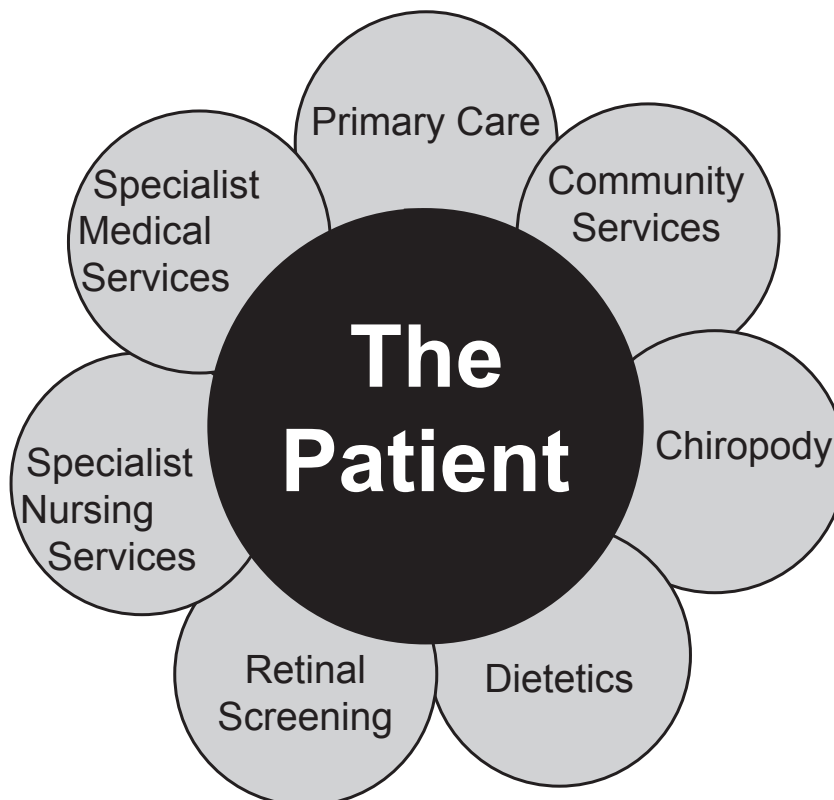 Primary Care
Community
Services
Specialist
Medical
Services
The
Patient
Chiropody
Specialist
Nursing
Services
Retinal
Screening
Dietetics